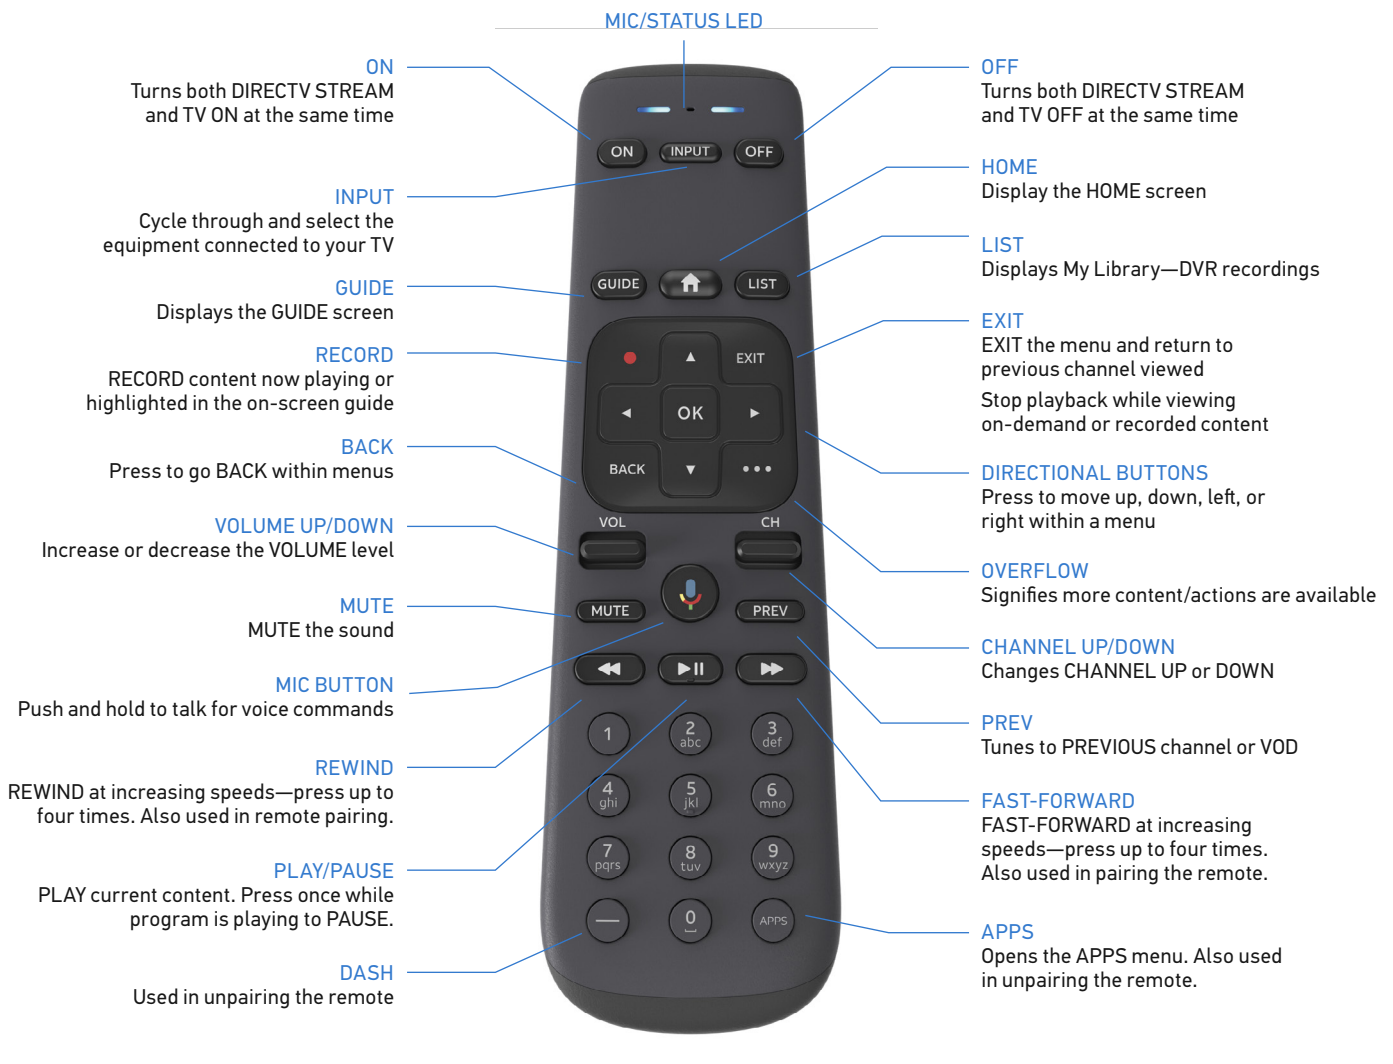 MIC/STATUS LED
ON
Turns both DIRECTV STREAM
and TV ON at the same time
INPUT
Cycle through and select the
equipment connected to your TV
GUIDE
Displays the GUIDE screen
RECORD
RECORD content now playing or
highlighted in the on-screen guide
BACK
Press to go BACK within menus
VOLUME UP/DOWN
Increase or decrease the VOLUME level
MUTE
MUTE the sound
MIC BUTTON
Push and hold to talk for voice commands
REWIND
REWIND at increasing speeds—press up to
four times. Also used in remote pairing.
PLAY/PAUSE
PLAY current content. Press once while
program is playing to PAUSE.
DASH
Used in unpairing the remote
ON INPUT OFF
GUIDE LIST
EXIT
OK
BACK
VOL CH
MUTE PREV
1 2 3
abc def
4 5 6
ghi jkl mno
7 8 9
pqrs tuv wxyz
— 0 APPS
OFF
Turns both DIRECTV STREAM
and TV OFF at the same time
HOME
Display the HOME screen
LIST
Displays My Library—DVR recordings
EXIT
EXIT the menu and return to
previous channel viewed
Stop playback while viewing
on-demand or recorded content
DIRECTIONAL BUTTONS
Press to move up, down, left, or
right within a menu
OVERFLOW
Signifies more content/actions are available
CHANNEL UP/DOWN
Changes CHANNEL UP or DOWN
PREV
Tunes to PREVIOUS channel or VOD
FAST-FORWARD
FAST-FORWARD at increasing
speeds—press up to four times.
Also used in pairing the remote.
APPS
Opens the APPS menu. Also used
in unpairing the remote.